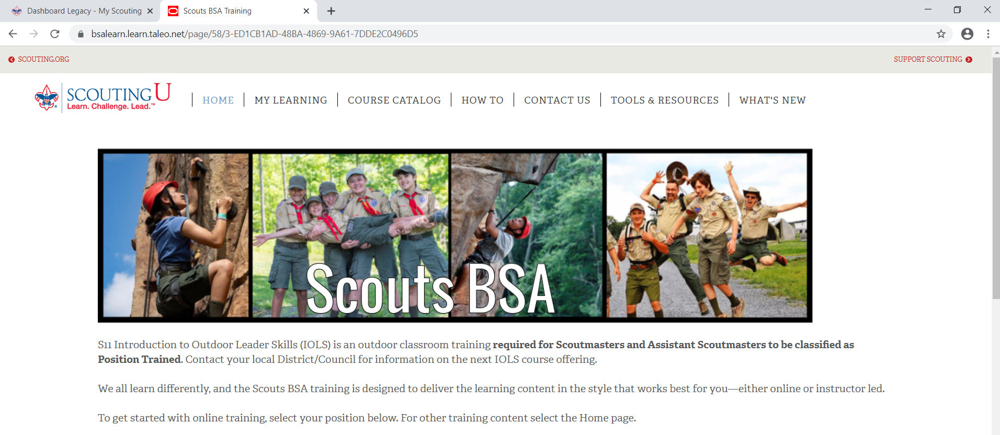 Dashboard Legacy - My Scouting
Scouts BSA Training
bsalearn.learn.taleo.net/page/58/3-ED1CB1AD-48BA-4869-9A61-7DDE2C0496D5
SCOUTING.ORG
SUPPORT SCOUTING
SCOUTING U
Learn. Challenge. Lead.™
HOME
MY LEARNING
COURSE CATALOG
HOW TO
CONTACT US
TOOLS & RESOURCES
WHAT'S NEW
Scouts BSA
S11 Introduction to Outdoor Leader Skills (IOLS) is an outdoor classroom training required for Scoutmasters and Assistant Scoutmasters to be classified as
Position Trained. Contact your local District/Council for information on the next IOLS course offering.
We all learn differently, and the Scouts BSA training is designed to deliver the learning content in the style that works best for you—either online or instructor led.
To get started with online training, select your position below. For other training content select the Home page.